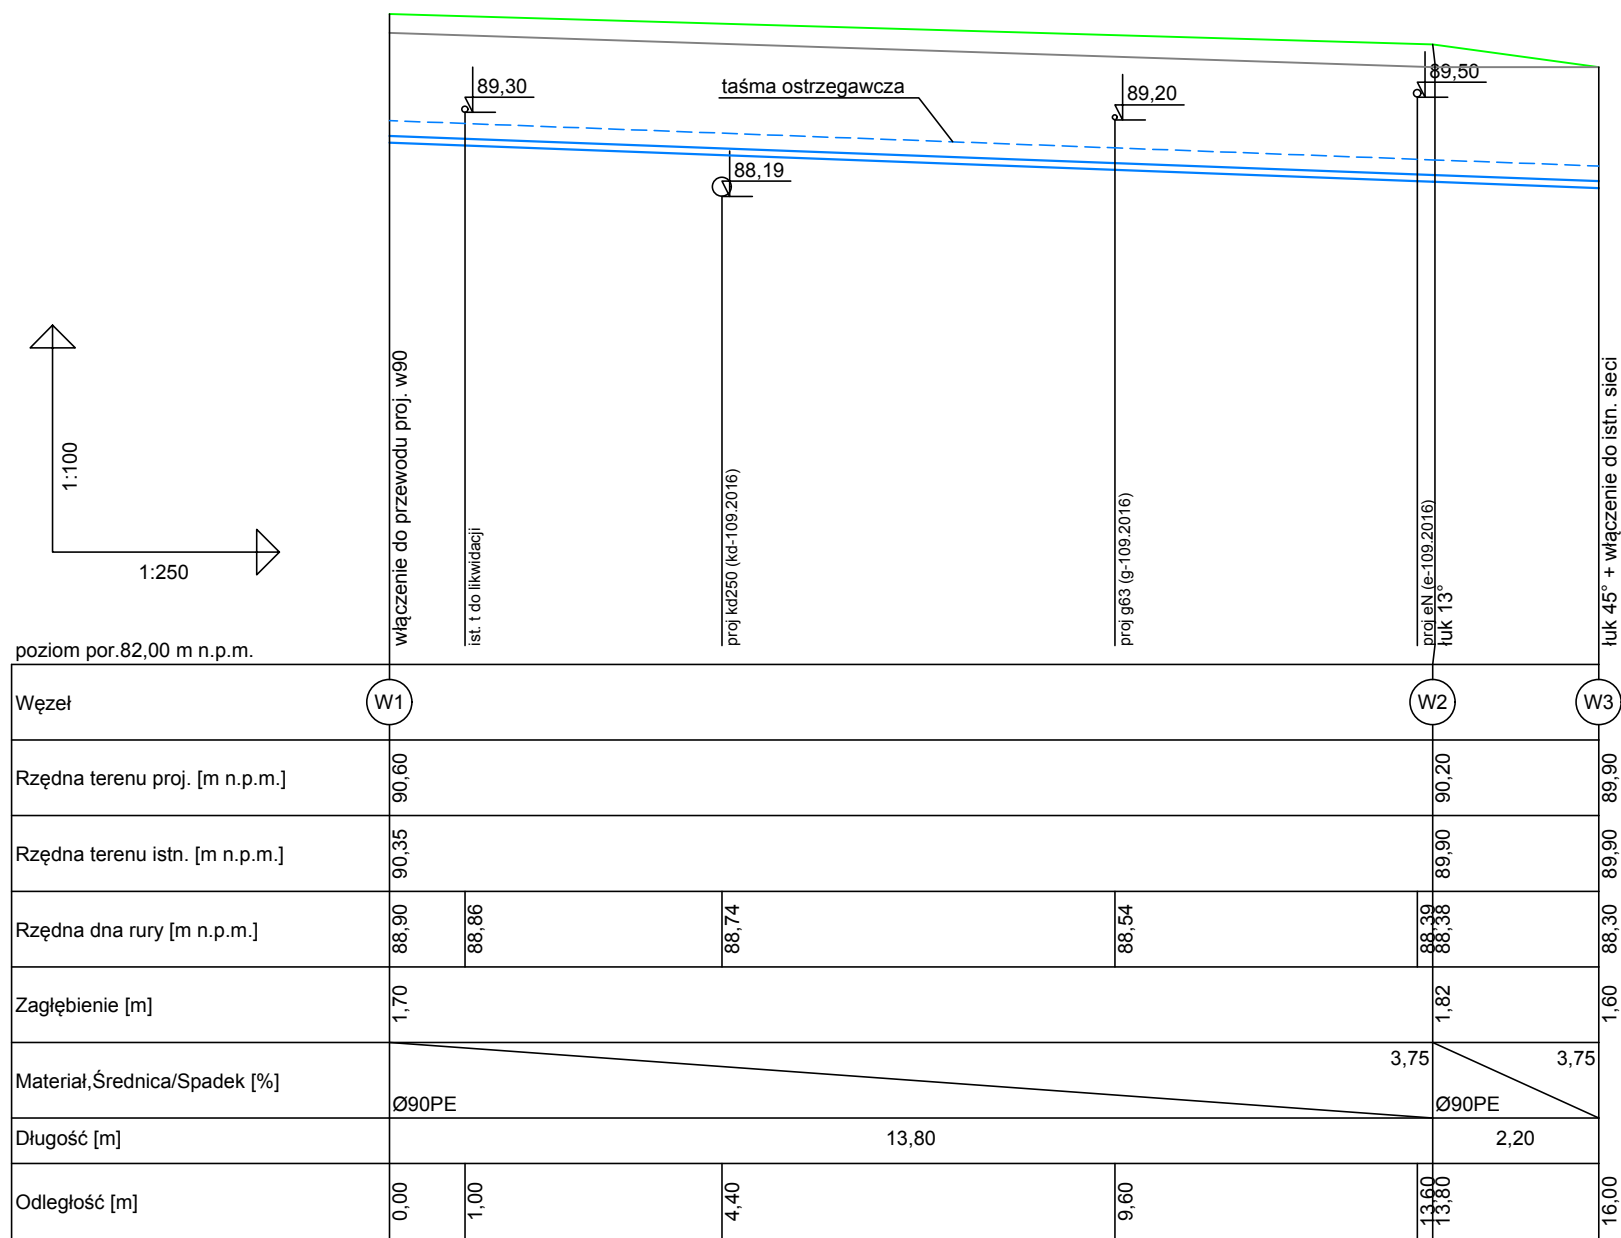 89,30
taśma ostrzegawcza
89,20
89,50
88,19
1:100
1:250
włączenie do przewodu proj. w90
ist. t do likwidacji
proj kd250 (kd-109.2016)
proj g63 (g-109.2016)
proj eN (e-109.2016)
łuk 13°
łuk 45° + włączenie do istn. sieci
poziom por.82,00 m n.p.m.
Węzeł W1 W2 W3
Rzędna terenu proj. [m n.p.m.] 90,60 90,20 89,90
Rzędna terenu istn. [m n.p.m.] 90,35 89,90 89,90
Rzędna dna rury [m n.p.m.] 88,90 88,86 88,74 88,54 88,39 88,38 88,30
Zagłębienie [m] 1,70 1,82 1,60
Materiał,Średnica/Spadek [%] Ø90PE 3,75 Ø90PE 3,75
Długość [m] 13,80 2,20
Odległość [m] 0,00 1,00 4,40 9,60 13,60 13,80 16,00